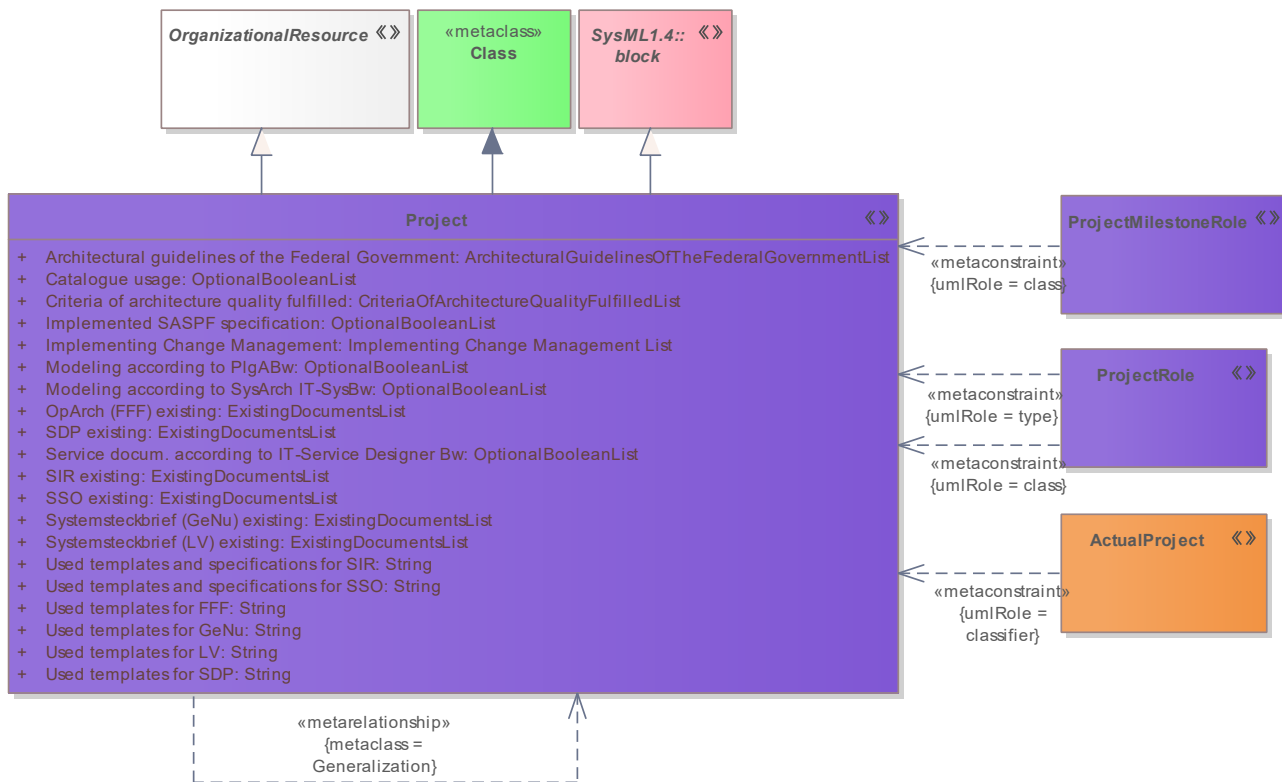 OrganizationalResource «»
«metaclass»
Class
SysML1.4:: «»
block
Project «»
+ Architectural guidelines of the Federal Government: ArchitecturalGuidelinesOfTheFederalGovernmentList
+ Catalogue usage: OptionalBooleanList
+ Criteria of architecture quality fulfilled: CriteriaOfArchitectureQualityFulfilledList
+ Implemented SASPF specification: OptionalBooleanList
+ Implementing Change Management: Implementing Change Management List
+ Modeling according to PlgABw: OptionalBooleanList
+ Modeling according to SysArch IT-SysBw: OptionalBooleanList
+ OpArch (FFF) existing: ExistingDocumentsList
+ SDP existing: ExistingDocumentsList
+ Service docum. according to IT-Service Designer Bw: OptionalBooleanList
+ SIR existing: ExistingDocumentsList
+ SSO existing: ExistingDocumentsList
+ Systemsteckbrief (GeNu) existing: ExistingDocumentsList
+ Systemsteckbrief (LV) existing: ExistingDocumentsList
+ Used templates and specifications for SIR: String
+ Used templates and specifications for SSO: String
+ Used templates for FFF: String
+ Used templates for GeNu: String
+ Used templates for LV: String
+ Used templates for SDP: String
ProjectMilestoneRole «»
«metaconstraint»
{umlRole = class}
ProjectRole «»
«metaconstraint»
{umlRole = type}
«metaconstraint»
{umlRole = class}
ActualProject «»
«metaconstraint»
{umlRole =
classifier}
«metarelationship»
{metaclass =
Generalization}